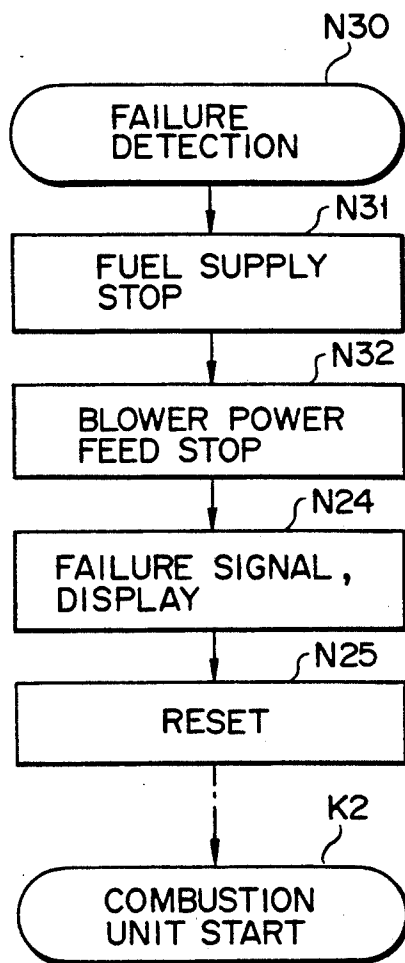 N30
FAILURE
DETECTION
N31
FUEL SUPPLY
STOP
N32
BLOWER POWER
FEED STOP
N24
FAILURE SIGNAL,
DISPLAY
N25
RESET
K2
COMBUSTION
UNIT START